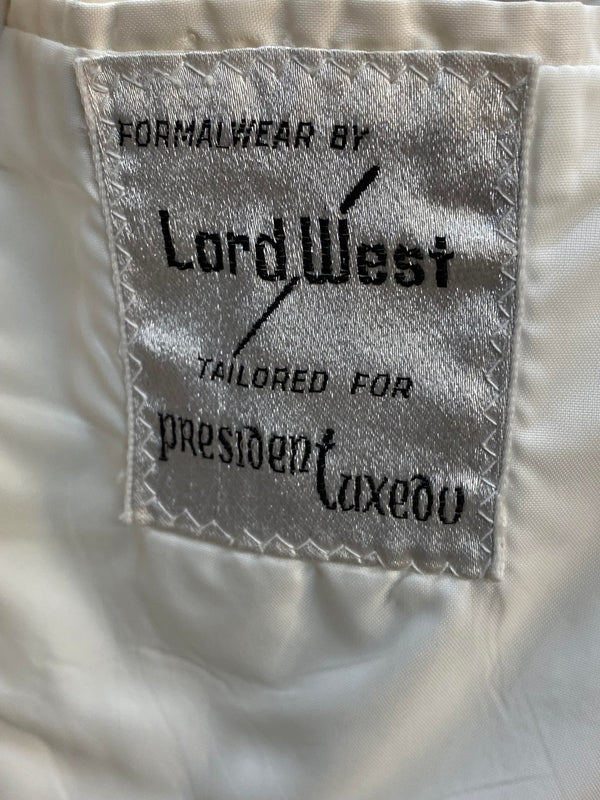 FORMALWEAR BY
Lord West
TAILORED FOR
president tuxedo